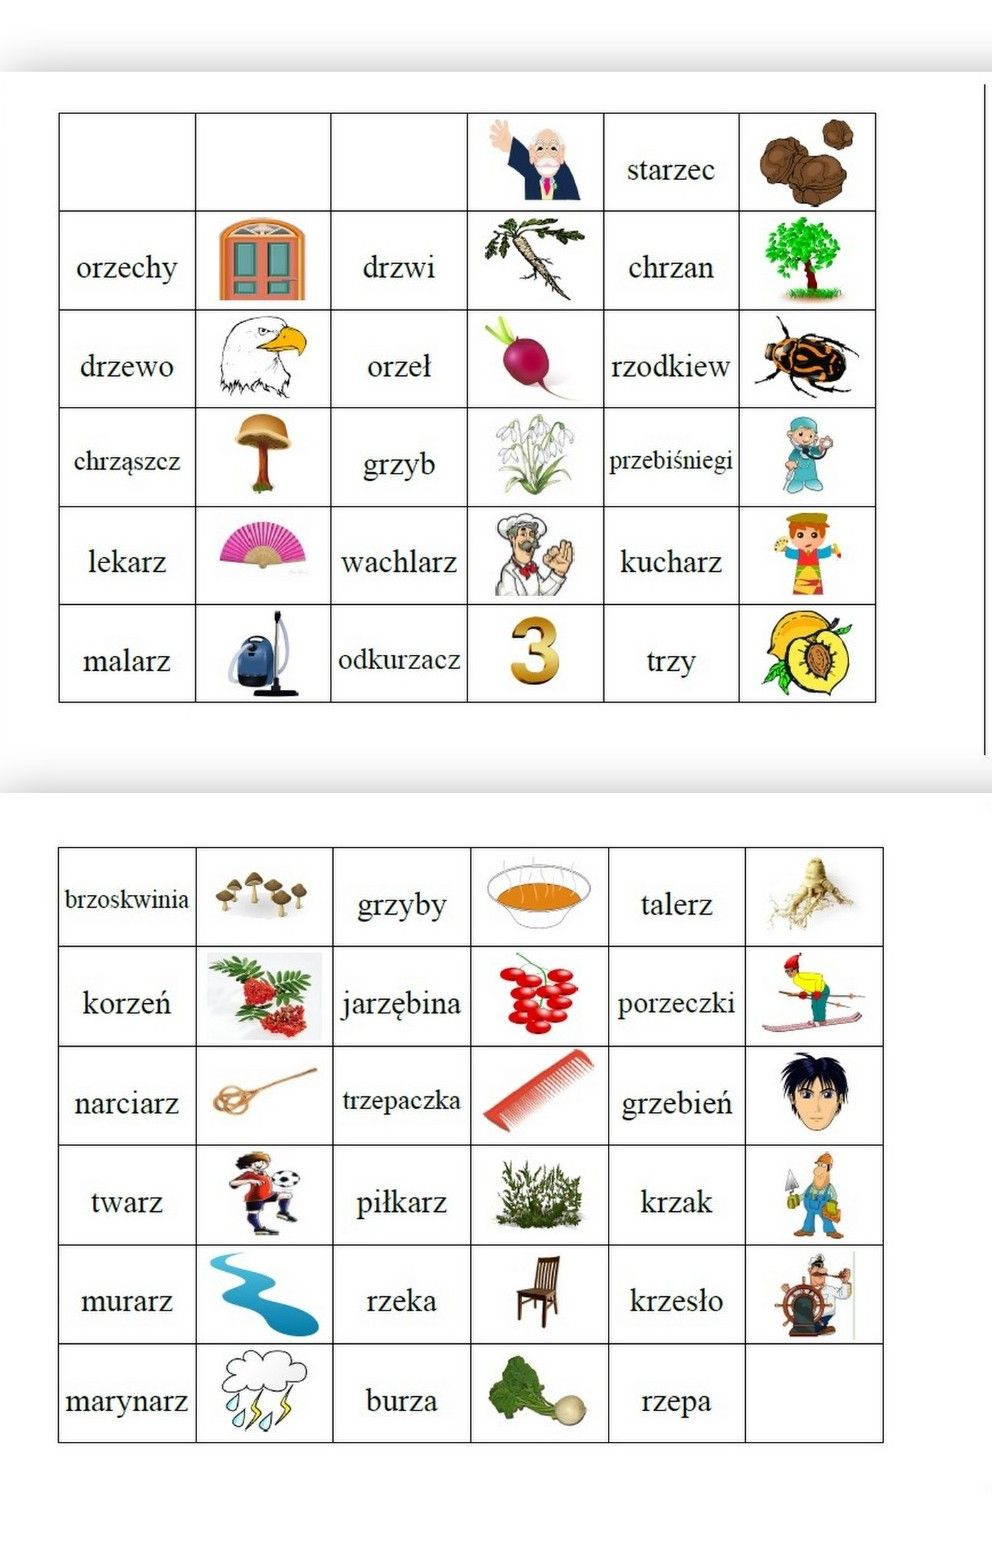 starzec
orzechy drzwi chrzan
drzewo orzeł rzodkiew
chrząszcz grzyb przebiśniegi
lekarz wachlarz kucharz
malarz odkurzacz 3 trzy
brzoskwinia grzyby talerz
korzeń jarzębina porzeczki
narciarz trzepaczka grzebień
twarz piłkarz krzak
murarz rzeka krzesło
marynarz burza rzepa